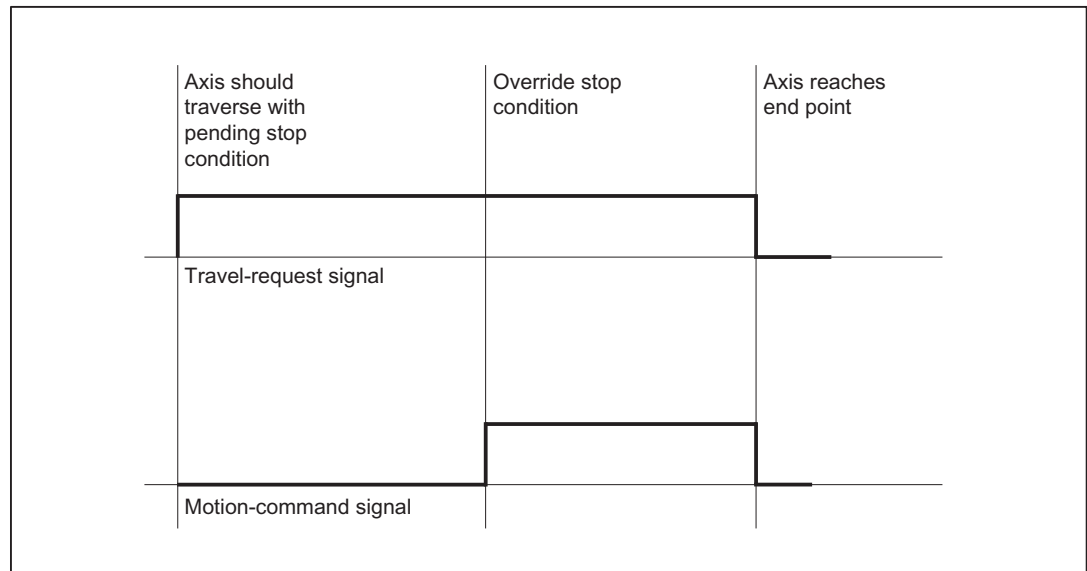 Axis should
traverse with
pending stop
condition
Override stop
condition
Axis reaches
end point
Travel-request signal
Motion-command signal